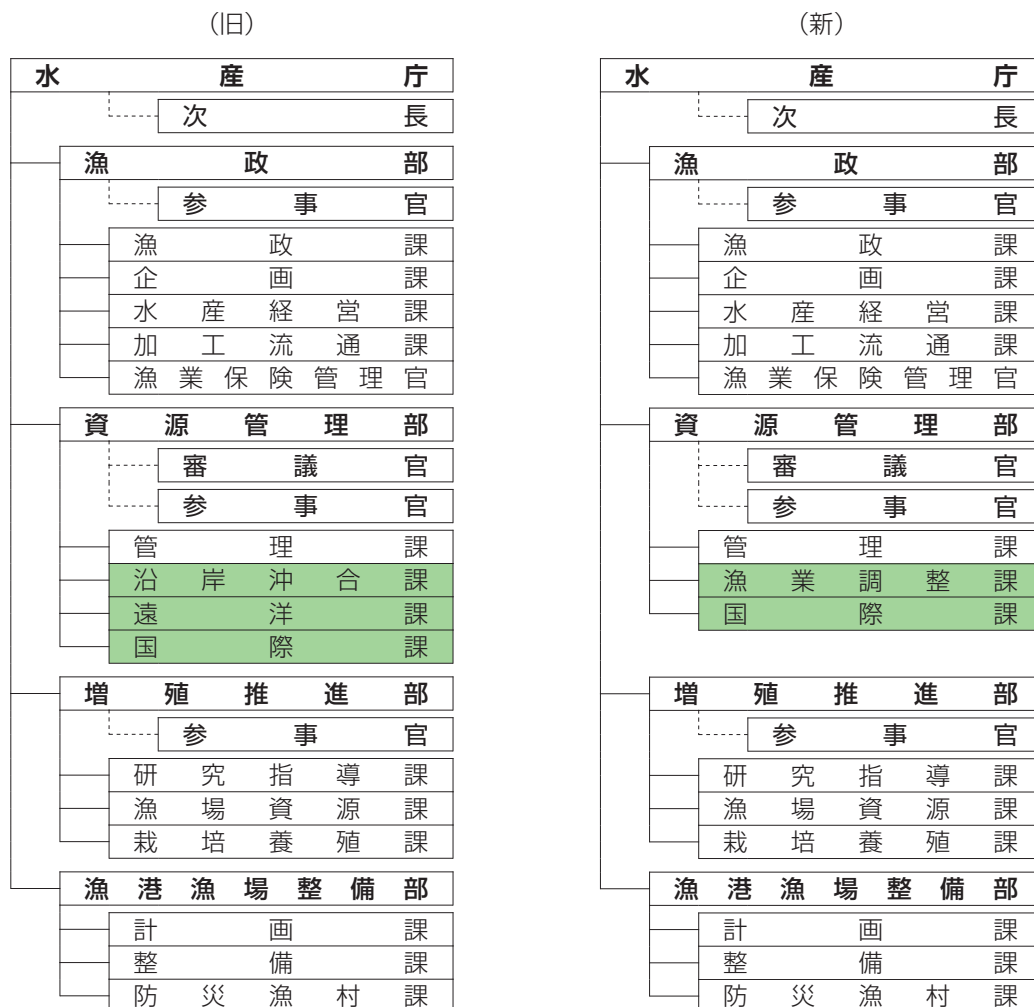 (旧)
水産庁
次長
漁政部
参事官
漁政課
企画課
水産経営課
加工流通課
漁業保険管理官
資源管理部
審議官
参事官
管理課
沿岸沖合課
遠洋課
国際課
増殖推進部
参事官
研究指導課
漁場資源課
栽培養殖課
漁港漁場整備部
計画課
整備課
防災漁村課
(新)
水産庁
次長
漁政部
参事官
漁政課
企画課
水産経営課
加工流通課
漁業保険管理官
資源管理部
審議官
参事官
管理課
漁業調整課
国際課
増殖推進部
参事官
研究指導課
漁場資源課
栽培養殖課
漁港漁場整備部
計画課
整備課
防災漁村課